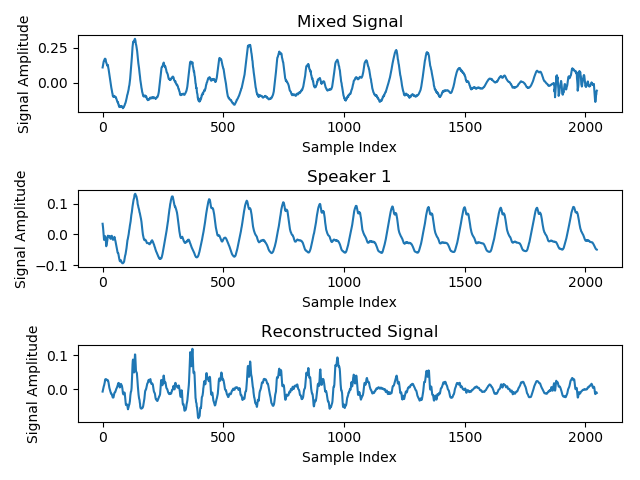 Mixed Signal
Signal Amplitude
0.25
0.00
0 500 1000 1500 2000
Sample Index
Speaker 1
Signal Amplitude
0.1
0.0
−0.1
0 500 1000 1500 2000
Sample Index
Reconstructed Signal
Signal Amplitude
0.1
0.0
0 500 1000 1500 2000
Sample Index